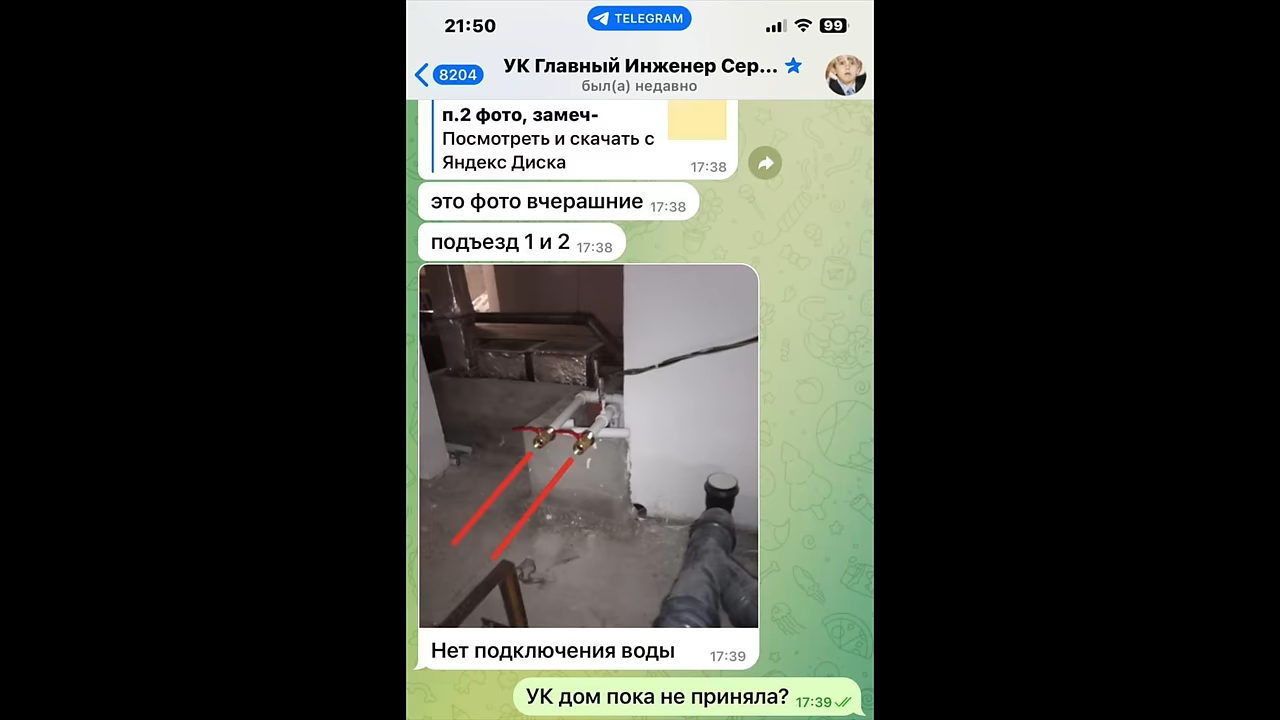 21:50
TELEGRAM
99
8204
УК Главный Инженер Сер...
был(а) недавно
п.2 фото, замеч-
Посмотреть и скачать с
Яндекс Диска
17:38
это фото вчерашние 17:38
подъезд 1 и 2 17:38
Нет подключения воды 17:39
УК дом пока не приняла? 17:39